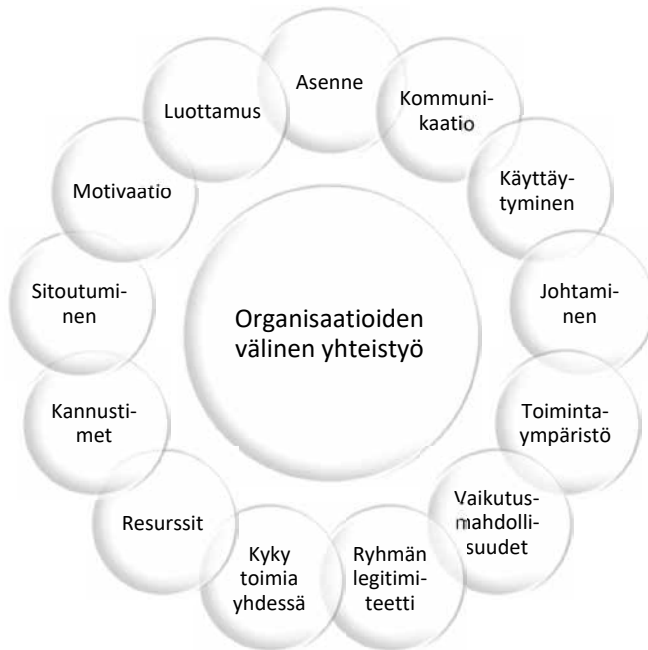 Asenne
Kommuni-
kaatio
Käyttäy-
tyminen
Johtami-
nen
Toiminta-
ympäristö
Vaikutus-
mahdolli-
suudet
Ryhmän
legitimi-
teetti
Kyky
toimia
yhdessä
Resurssit
Kannusti-
met
Sitoutumi-
nen
Motivaatio
Luottamus
Organisaatioiden
välinen yhteistyö